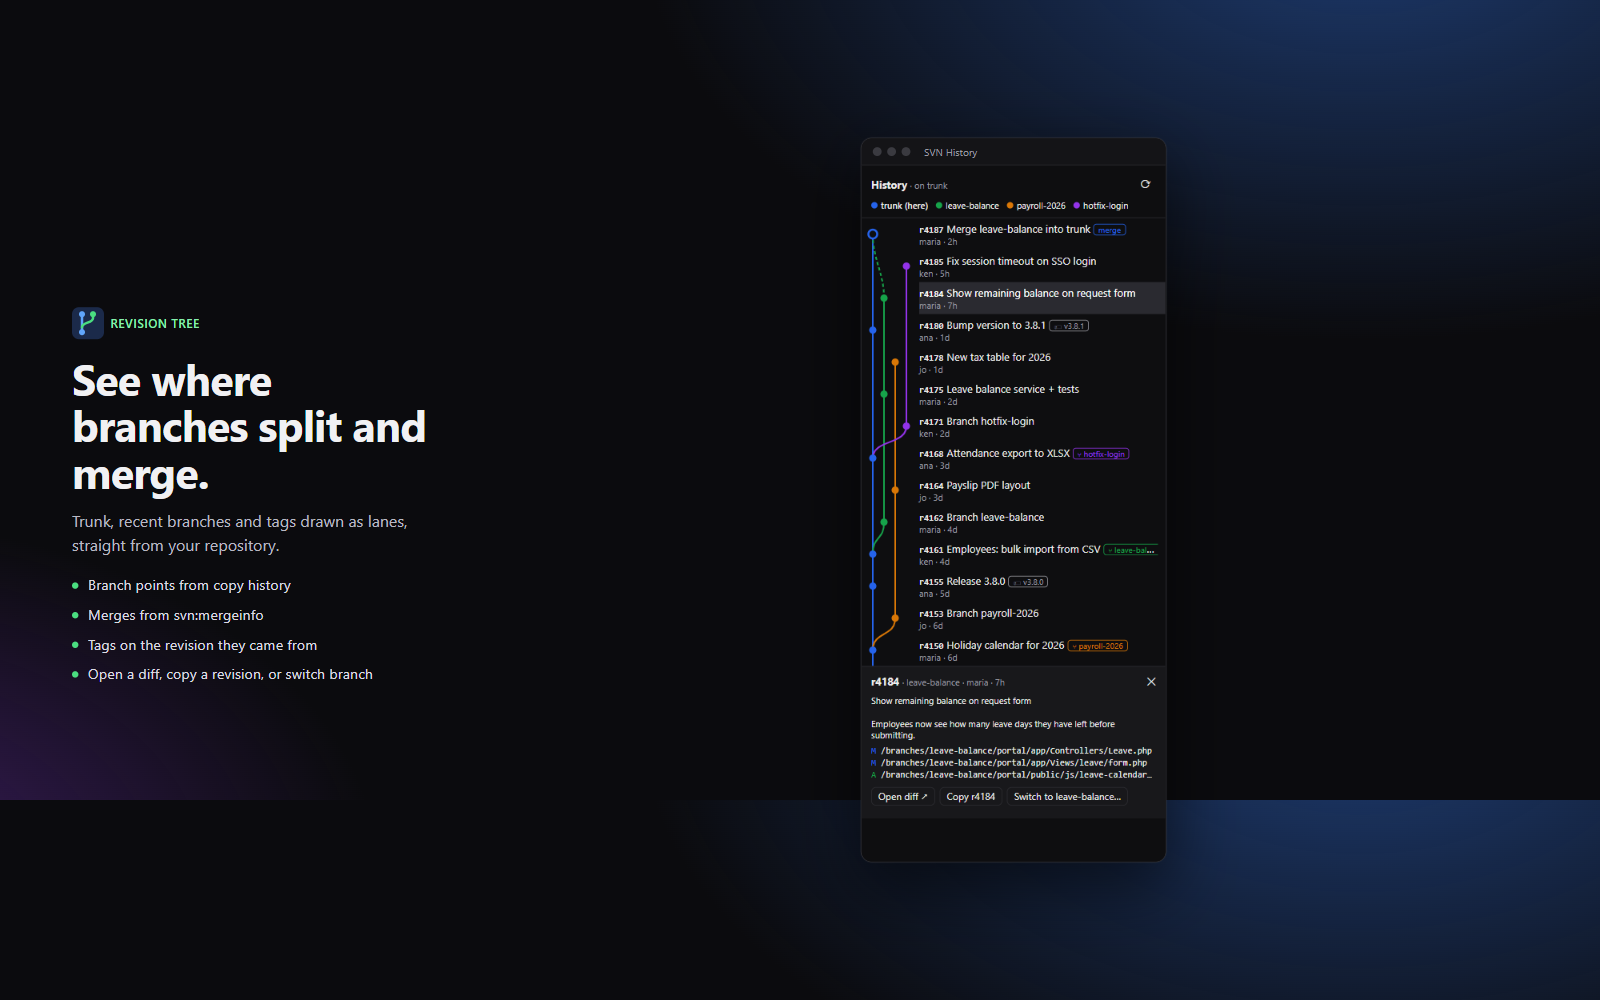 REVISION TREE
See where
branches split and
merge.
Trunk, recent branches and tags drawn as lanes,
straight from your repository.
Branch points from copy history
Merges from svn:mergeinfo
Tags on the revision they came from
Open a diff, copy a revision, or switch branch
SVN History
History · on trunk
trunk (here) leave-balance payroll-2026 hotfix-login
r4187 Merge leave-balance into trunk merge
maria · 2h
r4185 Fix session timeout on SSO login
ken · 5h
r4184 Show remaining balance on request form
maria · 7h
r4180 Bump version to 3.8.1 v3.8.1
ana · 1d
r4178 New tax table for 2026
jo · 1d
r4175 Leave balance service + tests
maria · 2d
r4171 Branch hotfix-login
ken · 2d
r4168 Attendance export to XLSX hotfix-login
ana · 3d
r4164 Payslip PDF layout
jo · 3d
r4162 Branch leave-balance
maria · 4d
r4161 Employees: bulk import from CSV leave-bal...
ken · 4d
r4155 Release 3.8.0 v3.8.0
ana · 5d
r4153 Branch payroll-2026
jo · 6d
r4150 Holiday calendar for 2026 payroll-2026
maria · 6d
r4184 · leave-balance · maria · 7h
Show remaining balance on request form
Employees now see how many leave days they have left before
submitting.
M /branches/leave-balance/portal/app/Controllers/Leave.php
M /branches/leave-balance/portal/app/Views/leave/form.php
A /branches/leave-balance/portal/public/js/leave-calendar…
Open diff ↗ Copy r4184 Switch to leave-balance...